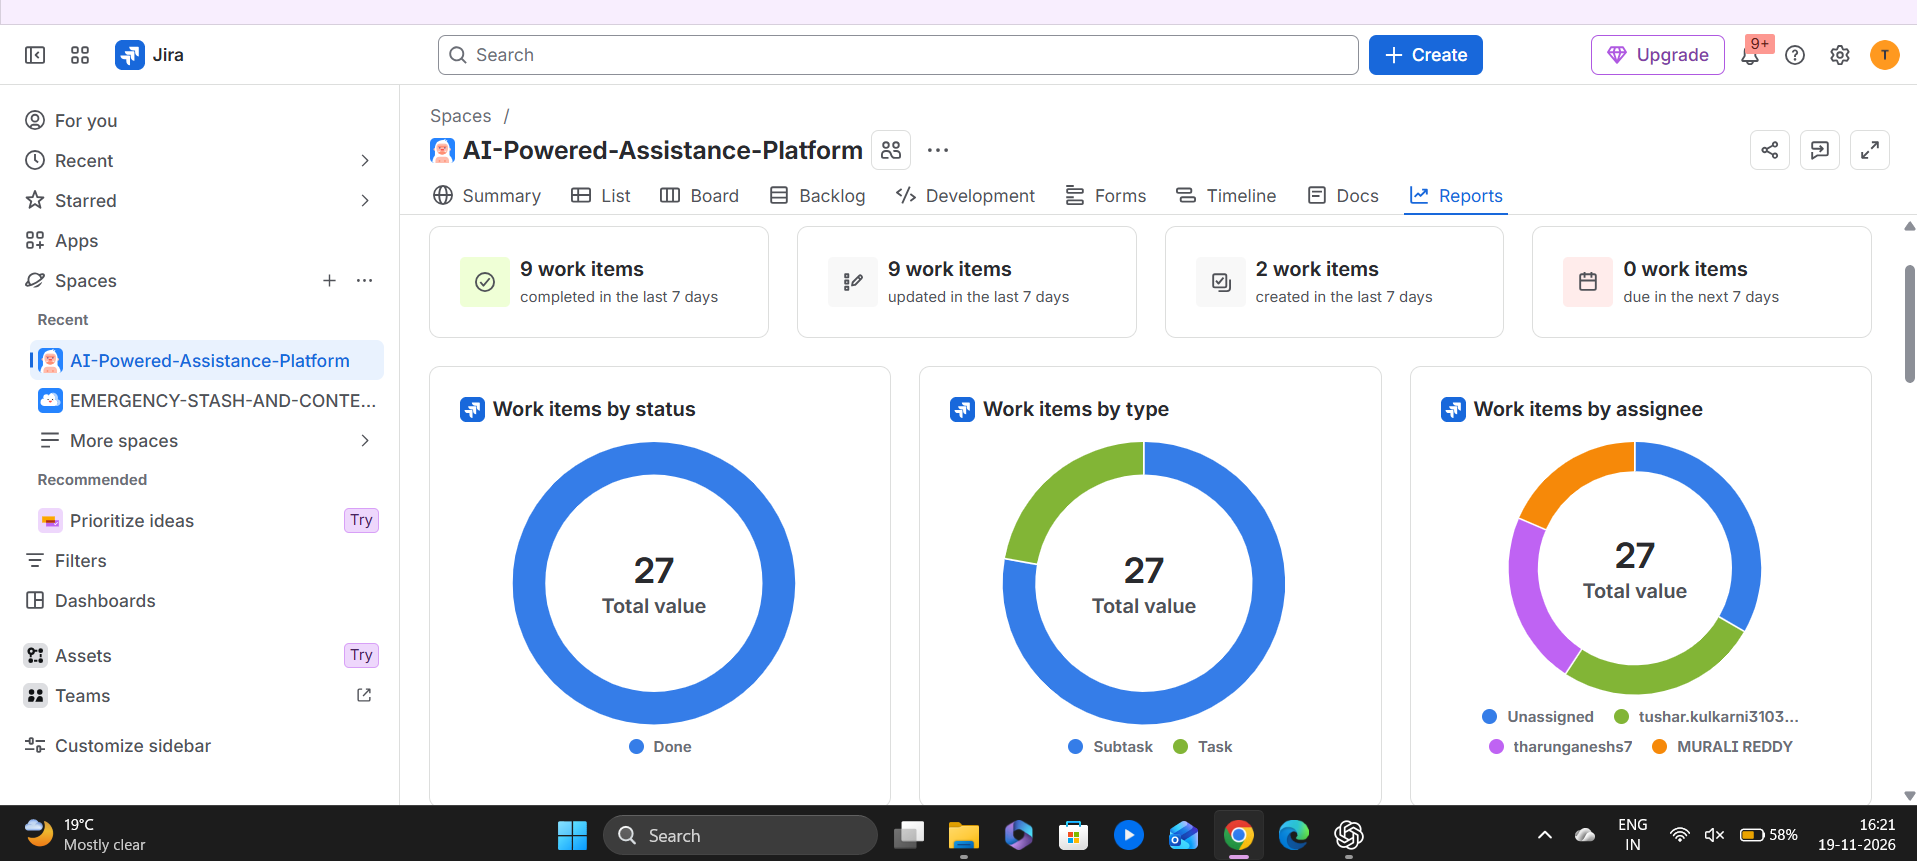 Jira
Search
Create
Upgrade
9+
T
For you
Recent
Starred
Apps
Spaces
Recent
AI-Powered-Assistance-Platform
EMERGENCY-STASH-AND-CONTE...
More spaces
Recommended
Prioritize ideas
Try
Filters
Dashboards
Assets
Try
Teams
Customize sidebar
Spaces /
AI-Powered-Assistance-Platform
Summary
List
Board
Backlog
Development
Forms
Timeline
Docs
Reports
9 work items
completed in the last 7 days
9 work items
updated in the last 7 days
2 work items
created in the last 7 days
0 work items
due in the next 7 days
Work items by status
27
Total value
Done
Work items by type
27
Total value
Subtask
Task
Work items by assignee
27
Total value
Unassigned
tushar.kulkarni3103...
tharunganeshs7
MURALI REDDY
19°C
Mostly clear
Search
ENG
IN
58%
16:21
19-11-2026